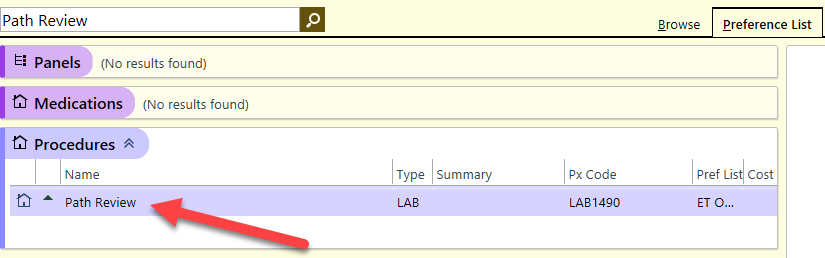 Path Review
Browse Preference List
Panels (No results found)
Medications (No results found)
Procedures
Name Type Summary Px Code Pref List Cost
Path Review LAB LAB1490 ET O...